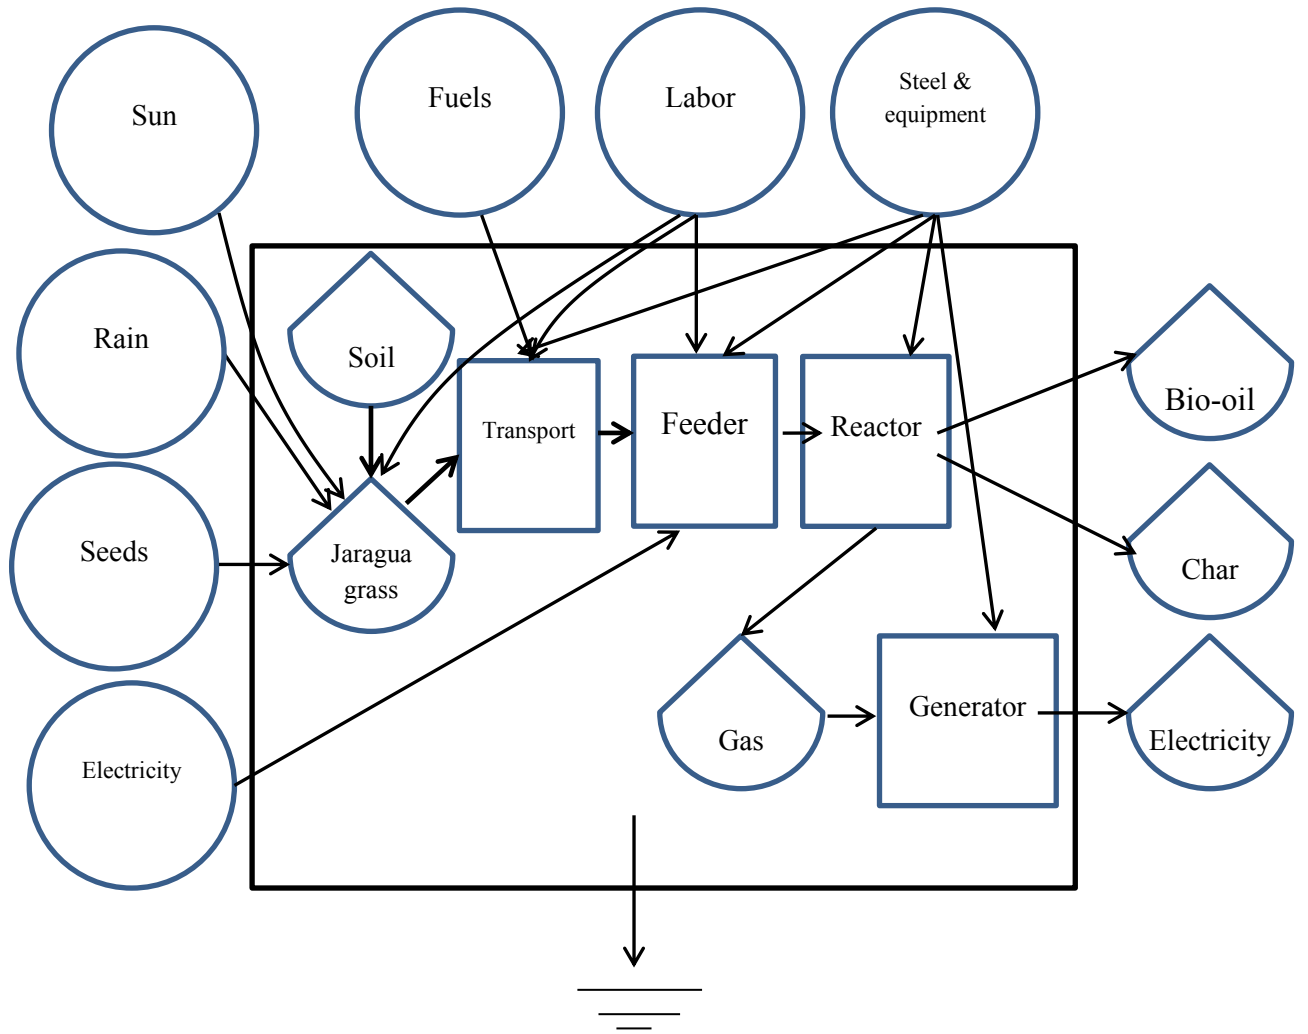 Sun
Fuels
Labor
Steel &
equipment
Rain
Soil
Seeds
Jaragua
grass
Transport
Feeder
Reactor
Bio-oil
Char
Electricity
Gas
Generator
Electricity